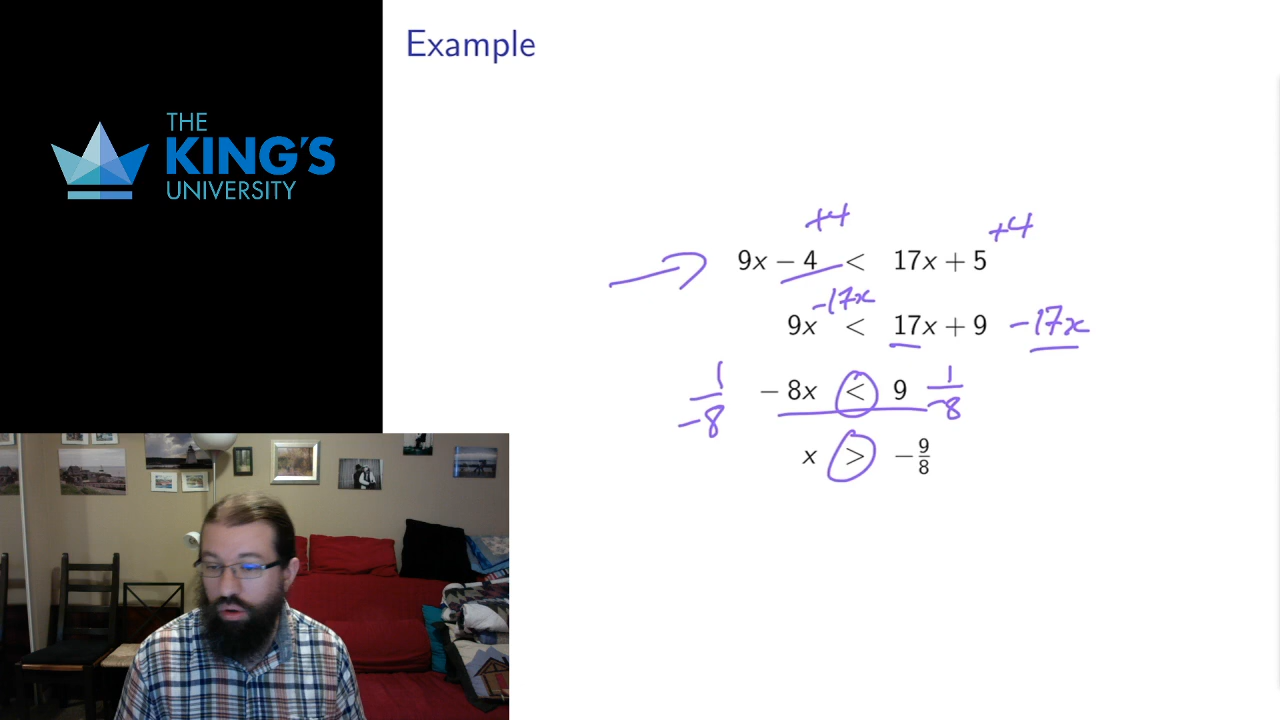 Example
THE
KING'S
UNIVERSITY
+4 +4
9x − 4 < 17x + 5
−17x
9x < 17x + 9 −17x
1/−8 − 8x < 9 1/−8
x > − 9/8